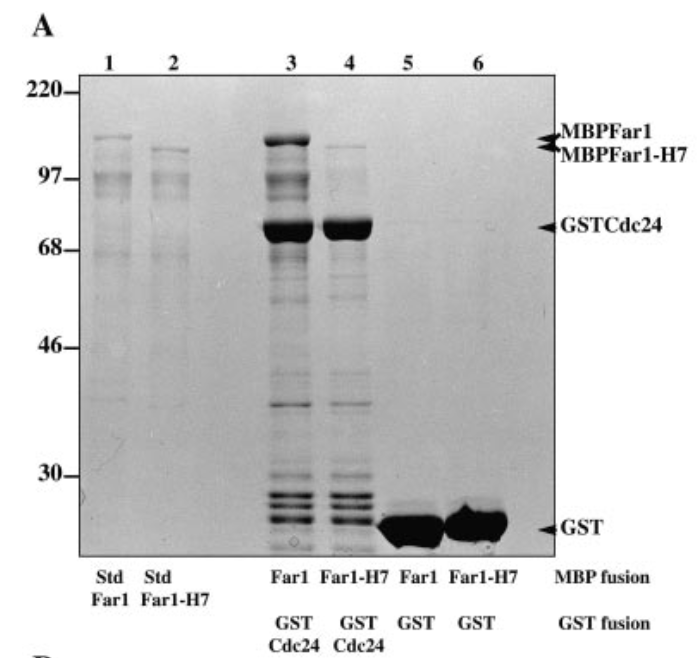 A
1 2 3 4 5 6
220
MBPFar1
MBPFar1-H7
97
GSTCdc24
68
46
30
GST
Std Std Far1 Far1-H7 Far1 Far1-H7 MBP fusion
Far1 Far1-H7
GST GST GST GST GST fusion
Cdc24 Cdc24